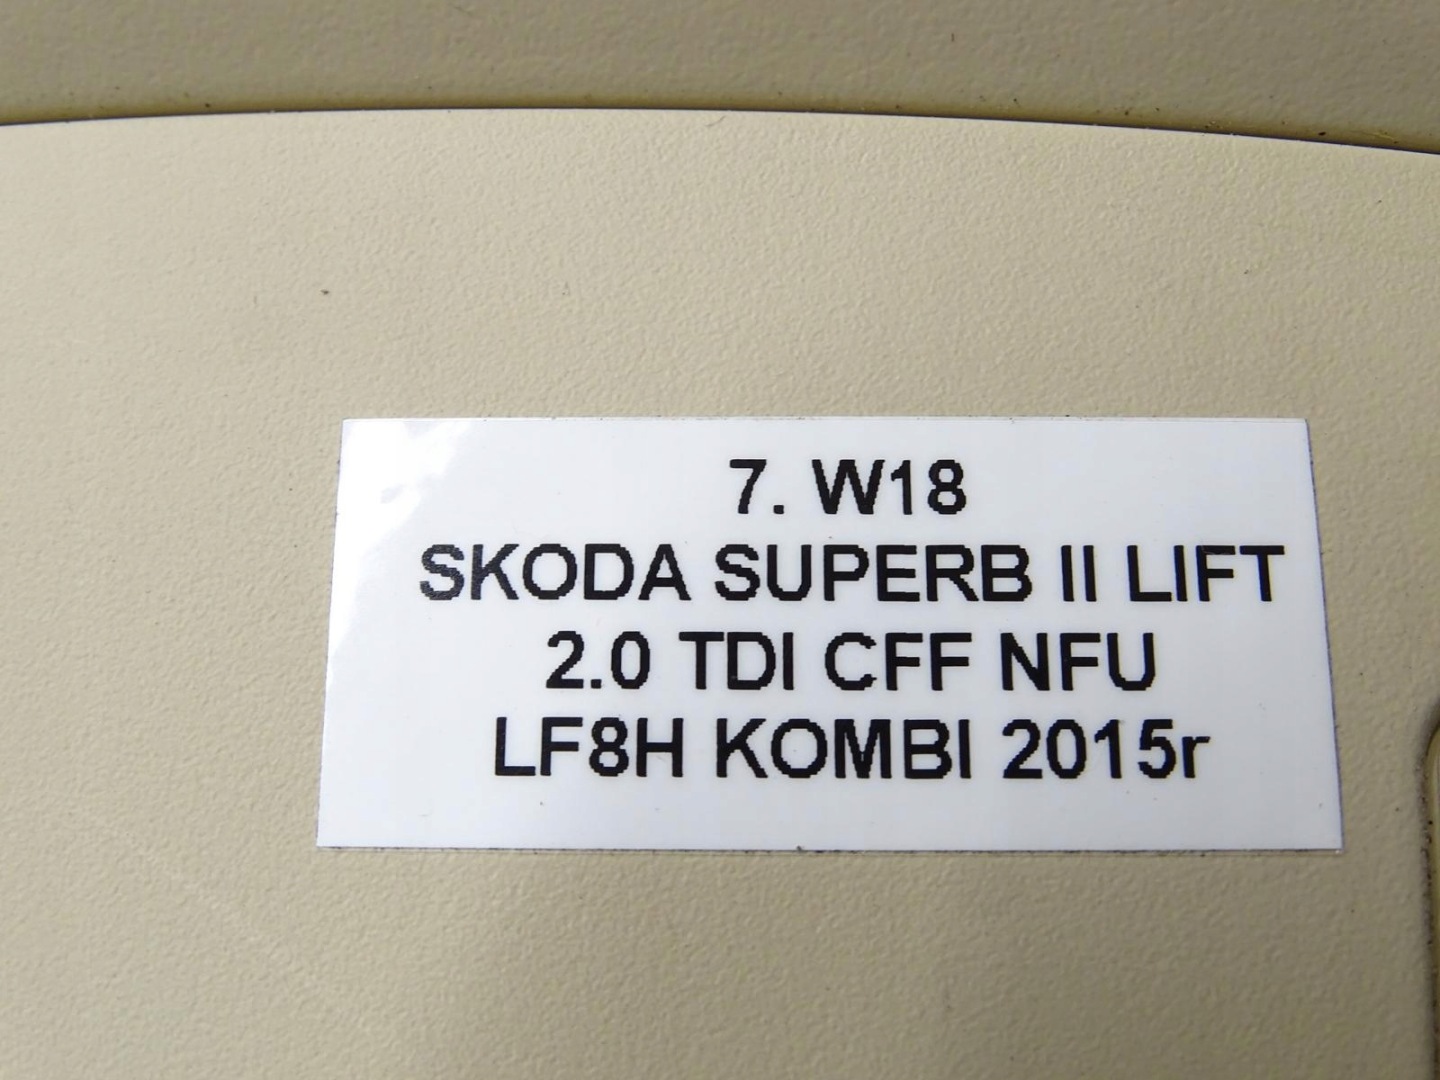 7. W18
SKODA SUPERB II LIFT
2.0 TDI CFF NFU
LF8H KOMBI 2015r